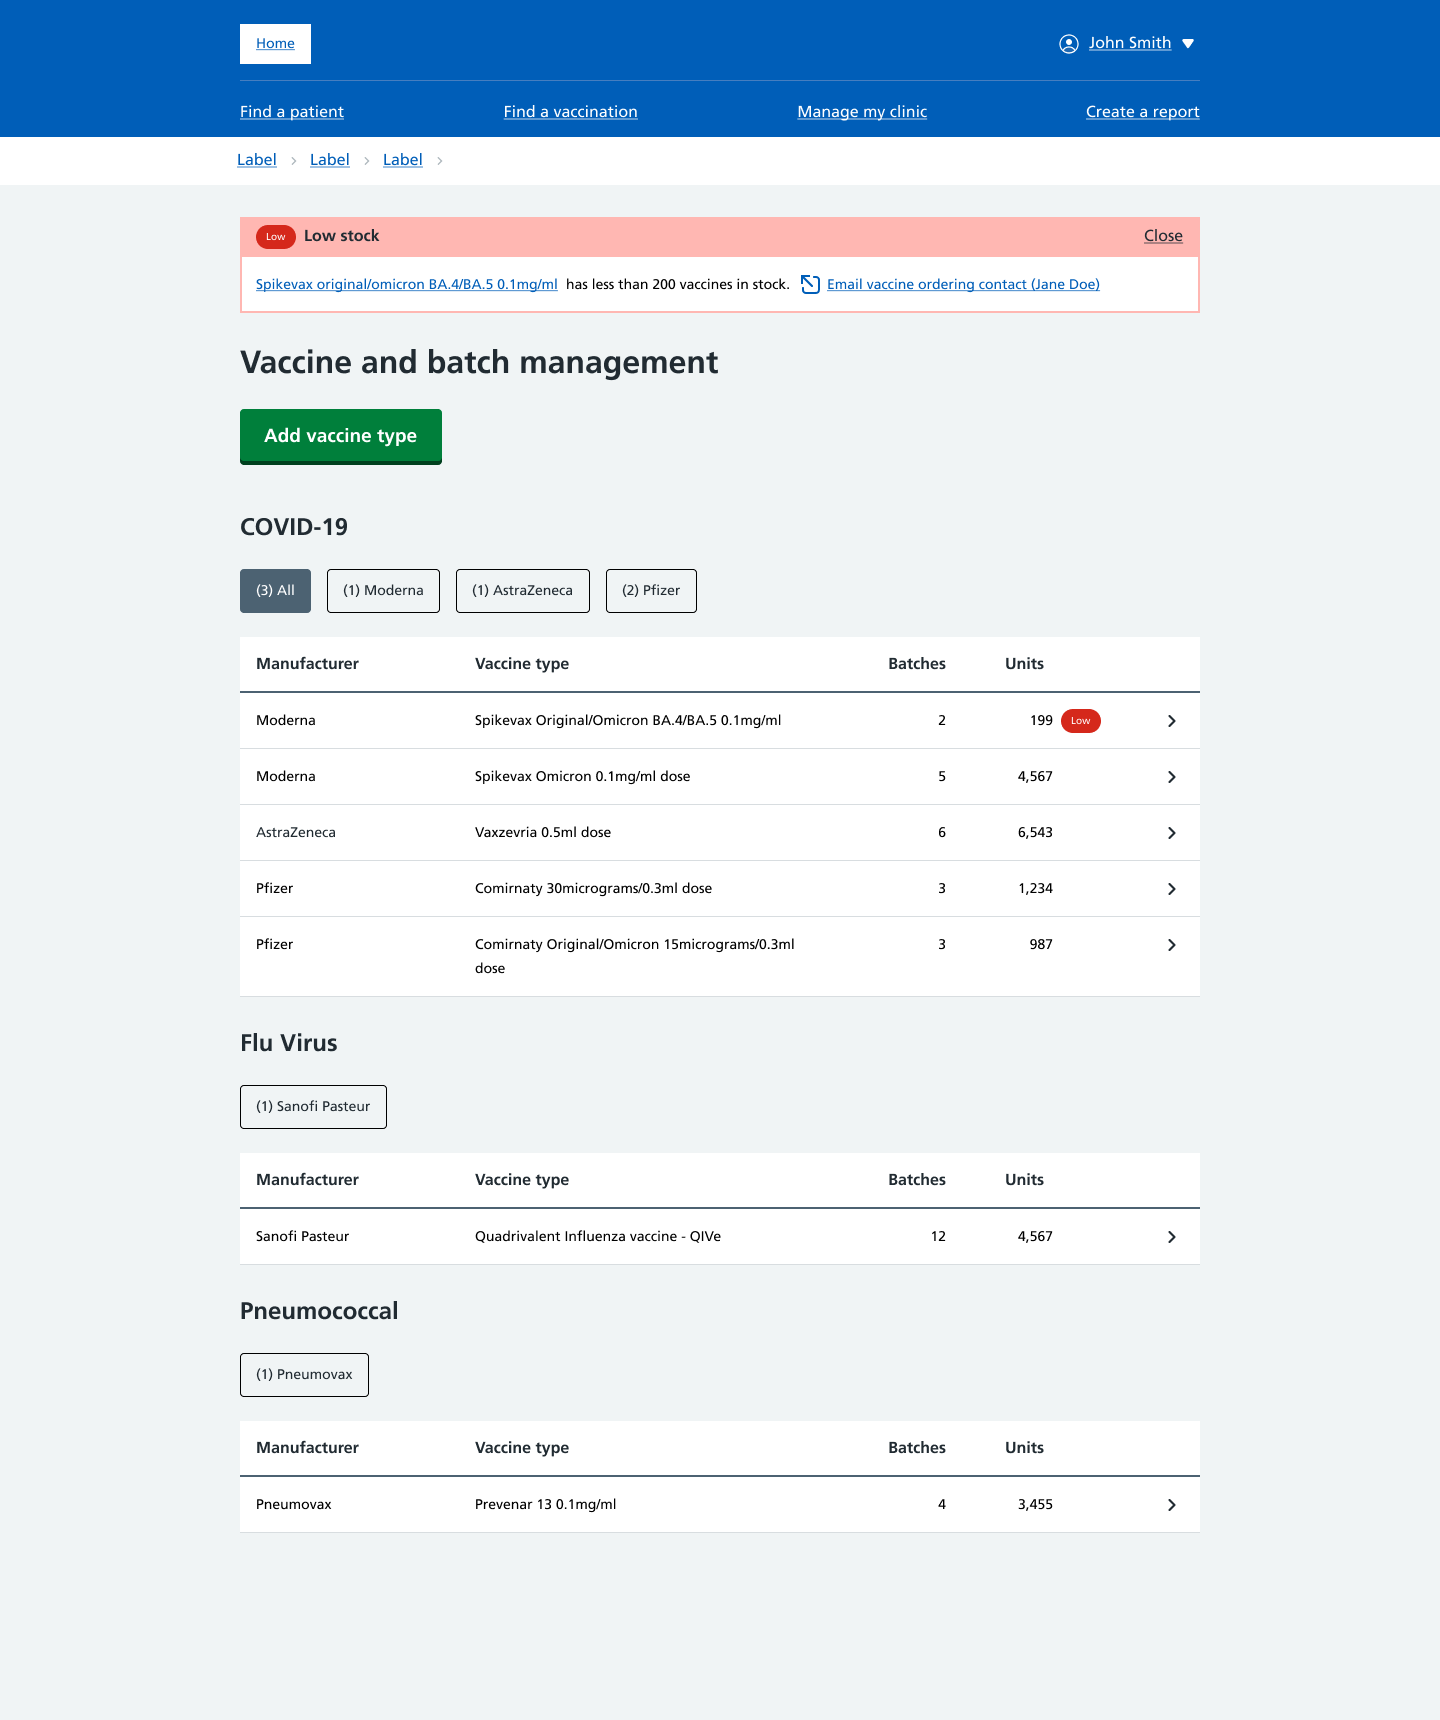 Home
John Smith
Find a patient Find a vaccination Manage my clinic Create a report
Label Label Label
Low Low stock Close
Spikevax original/omicron BA.4/BA.5 0.1mg/ml has less than 200 vaccines in stock. Email vaccine ordering contact (Jane Doe)
Vaccine and batch management
Add vaccine type
COVID-19
(3) All (1) Moderna (1) AstraZeneca (2) Pfizer
Manufacturer Vaccine type Batches Units
Moderna Spikevax Original/Omicron BA.4/BA.5 0.1mg/ml 2 199 Low
Moderna Spikevax Omicron 0.1mg/ml dose 5 4,567
AstraZeneca Vaxzevria 0.5ml dose 6 6,543
Pfizer Comirnaty 30micrograms/0.3ml dose 3 1,234
Pfizer Comirnaty Original/Omicron 15micrograms/0.3ml 3 987
dose
Flu Virus
(1) Sanofi Pasteur
Manufacturer Vaccine type Batches Units
Sanofi Pasteur Quadrivalent Influenza vaccine - QIVe 12 4,567
Pneumococcal
(1) Pneumovax
Manufacturer Vaccine type Batches Units
Pneumovax Prevenar 13 0.1mg/ml 4 3,455